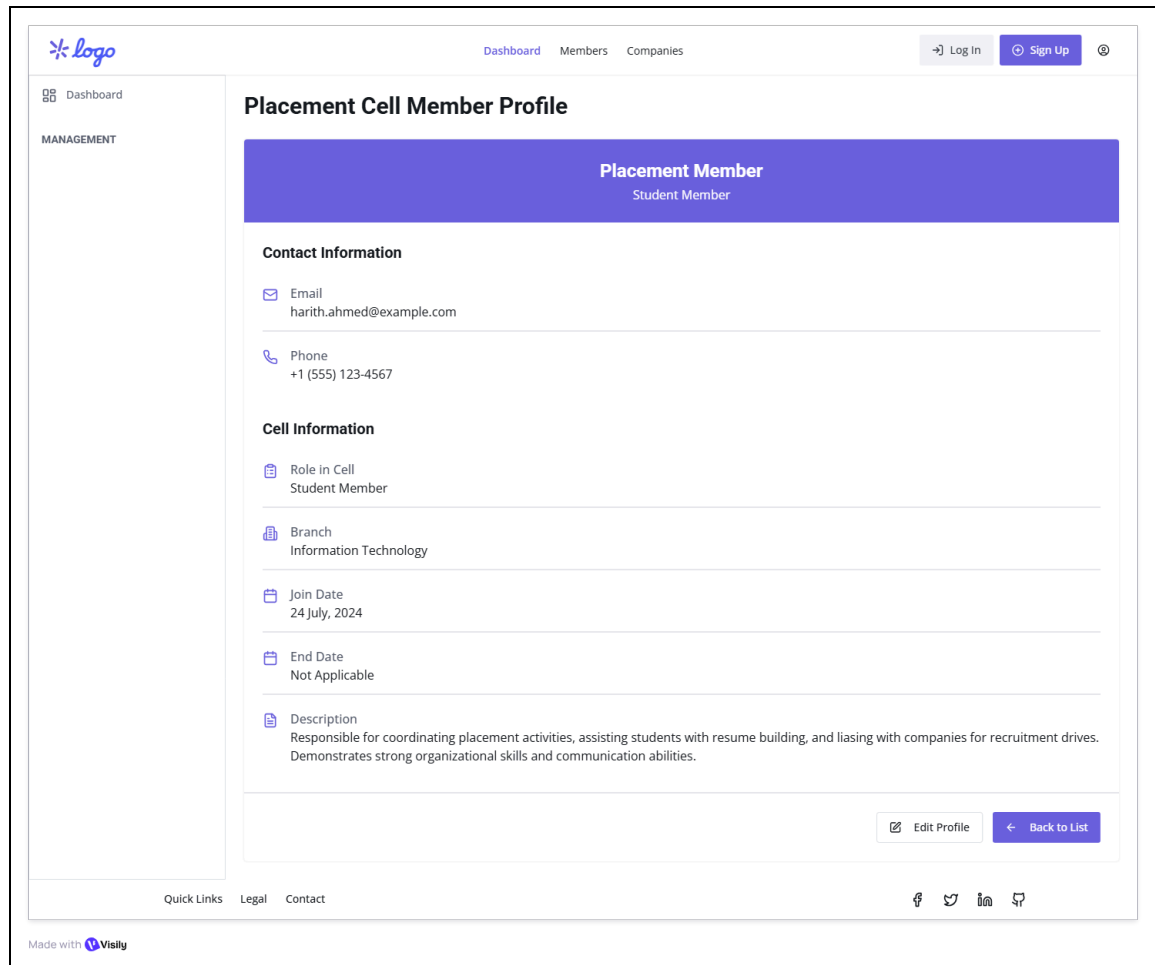 logo
Dashboard Members Companies
Log In
Sign Up
Dashboard
MANAGEMENT
Placement Cell Member Profile
Placement Member
Student Member
Contact Information
Email
harith.ahmed@example.com
Phone
+1 (555) 123-4567
Cell Information
Role in Cell
Student Member
Branch
Information Technology
Join Date
24 July, 2024
End Date
Not Applicable
Description
Responsible for coordinating placement activities, assisting students with resume building, and liasing with companies for recruitment drives.
Demonstrates strong organizational skills and communication abilities.
Edit Profile
Back to List
Quick Links Legal Contact
Made with Visily